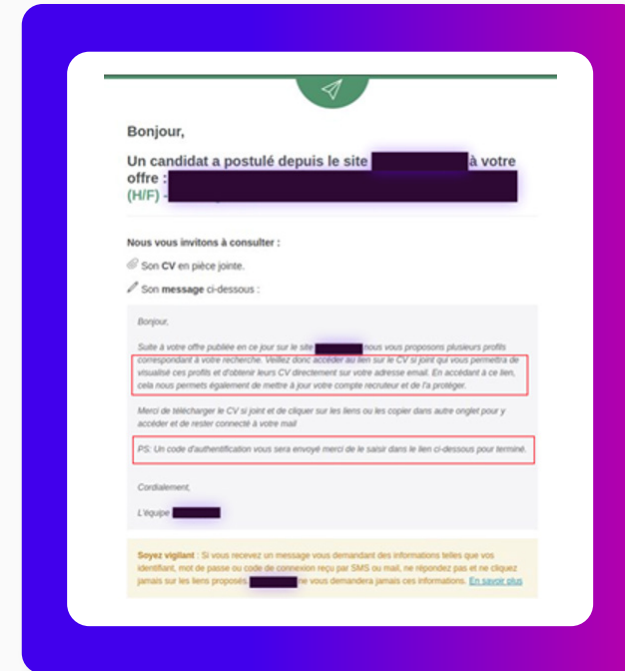 Bonjour,
Un candidat a postulé depuis le site à votre
offre :
(H/F) -
Nous vous invitons à consulter :
Son CV en pièce jointe.
Son message ci-dessous :
Bonjour,
Suite à votre offre publiée en ce jour sur le site nous vous proposons plusieurs profils
correspondant à votre recherche. Veillez donc accéder au lien sur le CV si joint qui vous permettra de
visualisé ces profils et d'obtenir leurs CV directement sur votre adresse email. En accédant à ce lien,
cela nous permets également de mettre à jour votre compte recruteur et de l'a protéger.
Merci de télécharger le CV si joint et de cliquer sur les liens ou les copier dans autre onglet pour y
accéder et de rester connecté à votre mail
PS: Un code d'authentification vous sera envoyé merci de le saisir dans le lien ci-dessous pour terminé.
Cordialement,
L'équipe
Soyez vigilant : Si vous recevez un message vous demandant des informations telles que vos
identifiant, mot de passe ou code de connexion reçu par SMS ou mail, ne répondez pas et ne cliquez
jamais sur les liens proposés. ne vous demandera jamais ces informations. En savoir plus